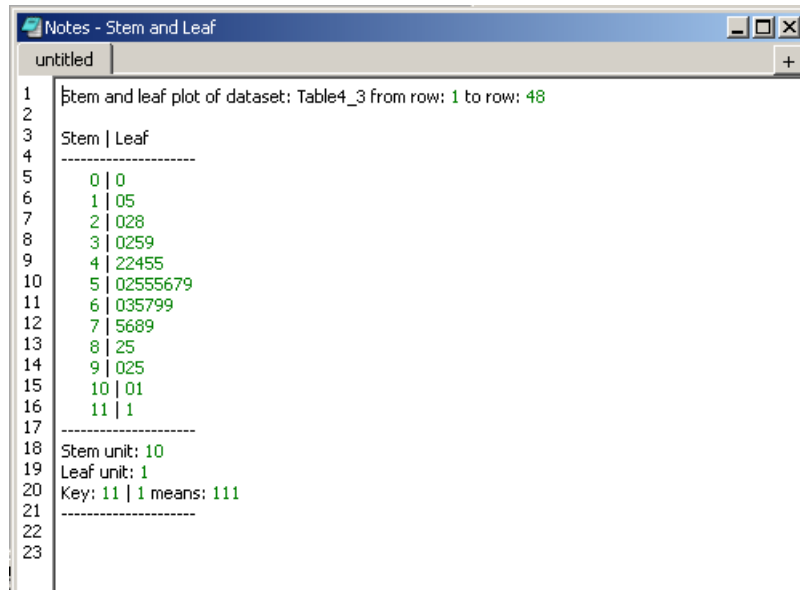 Notes - Stem and Leaf
untitled
+
1 Stem and leaf plot of dataset: Table4_3 from row: 1 to row: 48
2
3 Stem | Leaf
4 ---------------------
5 0 | 0
6 1 | 05
7 2 | 028
8 3 | 0259
9 4 | 22455
10 5 | 02555679
11 6 | 035799
12 7 | 5689
13 8 | 25
14 9 | 025
15 10 | 01
16 11 | 1
17 ---------------------
18 Stem unit: 10
19 Leaf unit: 1
20 Key: 11 | 1 means: 111
21 ---------------------
22
23